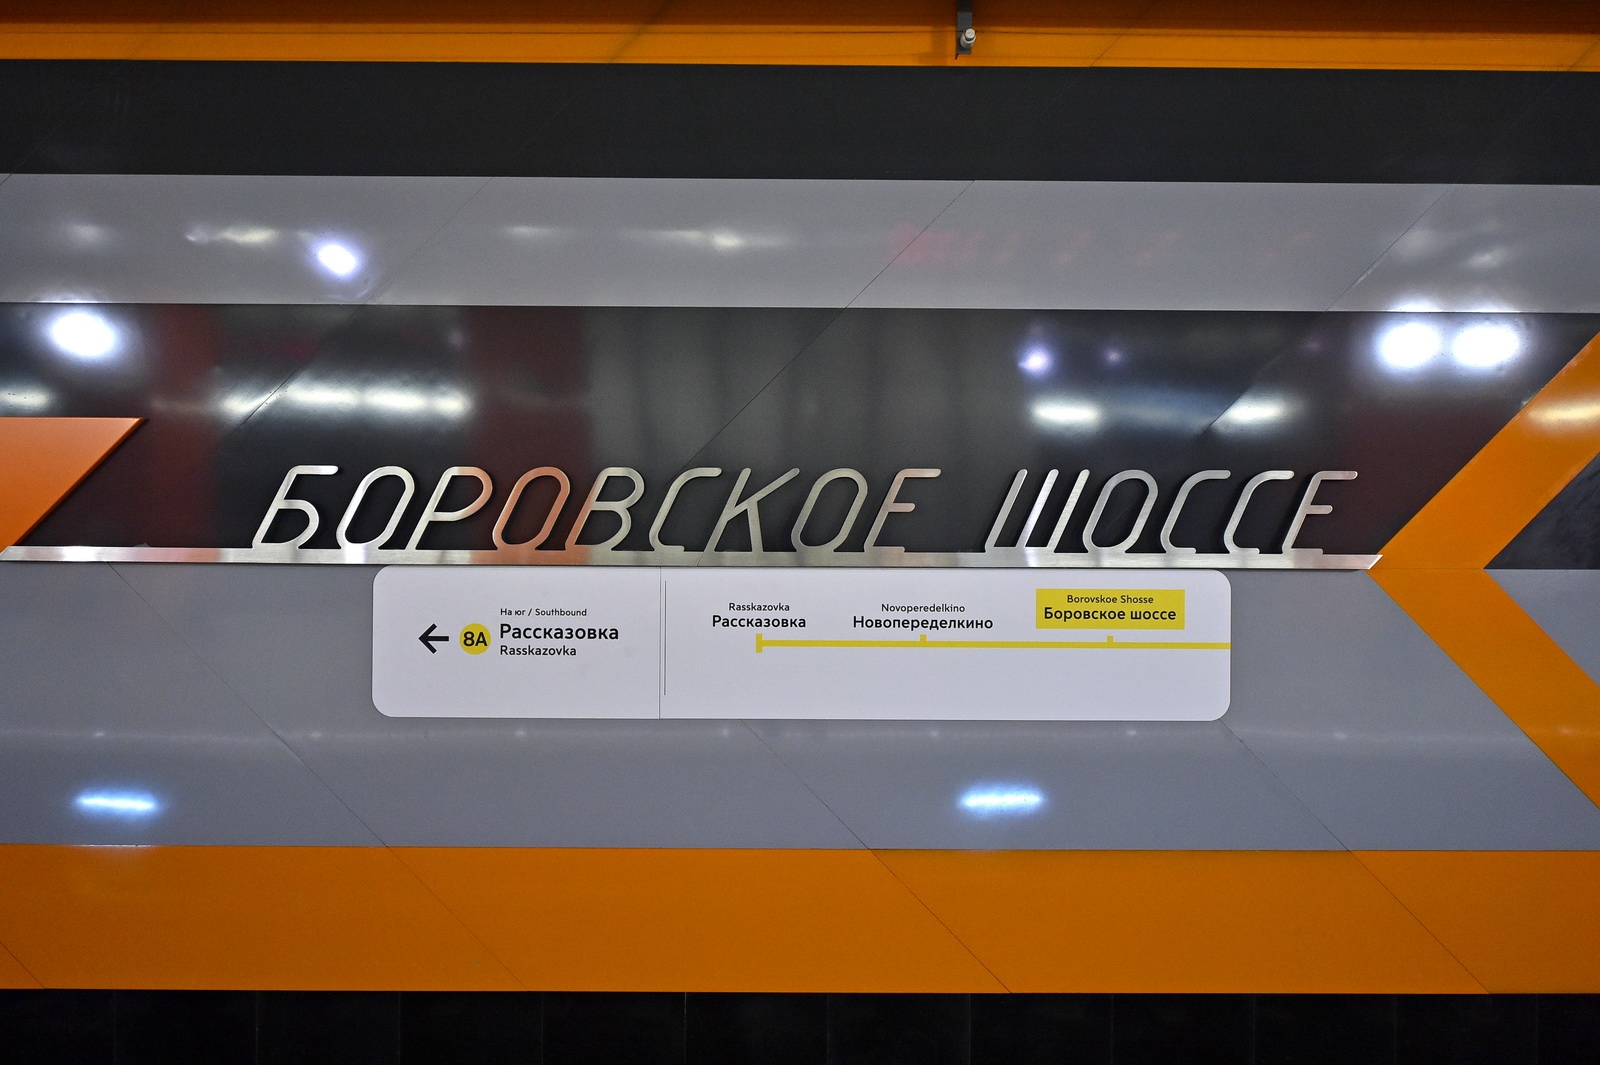 БОРОВСКОЕ ШОССЕ
На юг / Southbound
8А Рассказовка
Rasskazovka
Rasskazovka
Рассказовка
Novoperedelkino
Новопеределкино
Borovskoe Shosse
Боровское шоссе